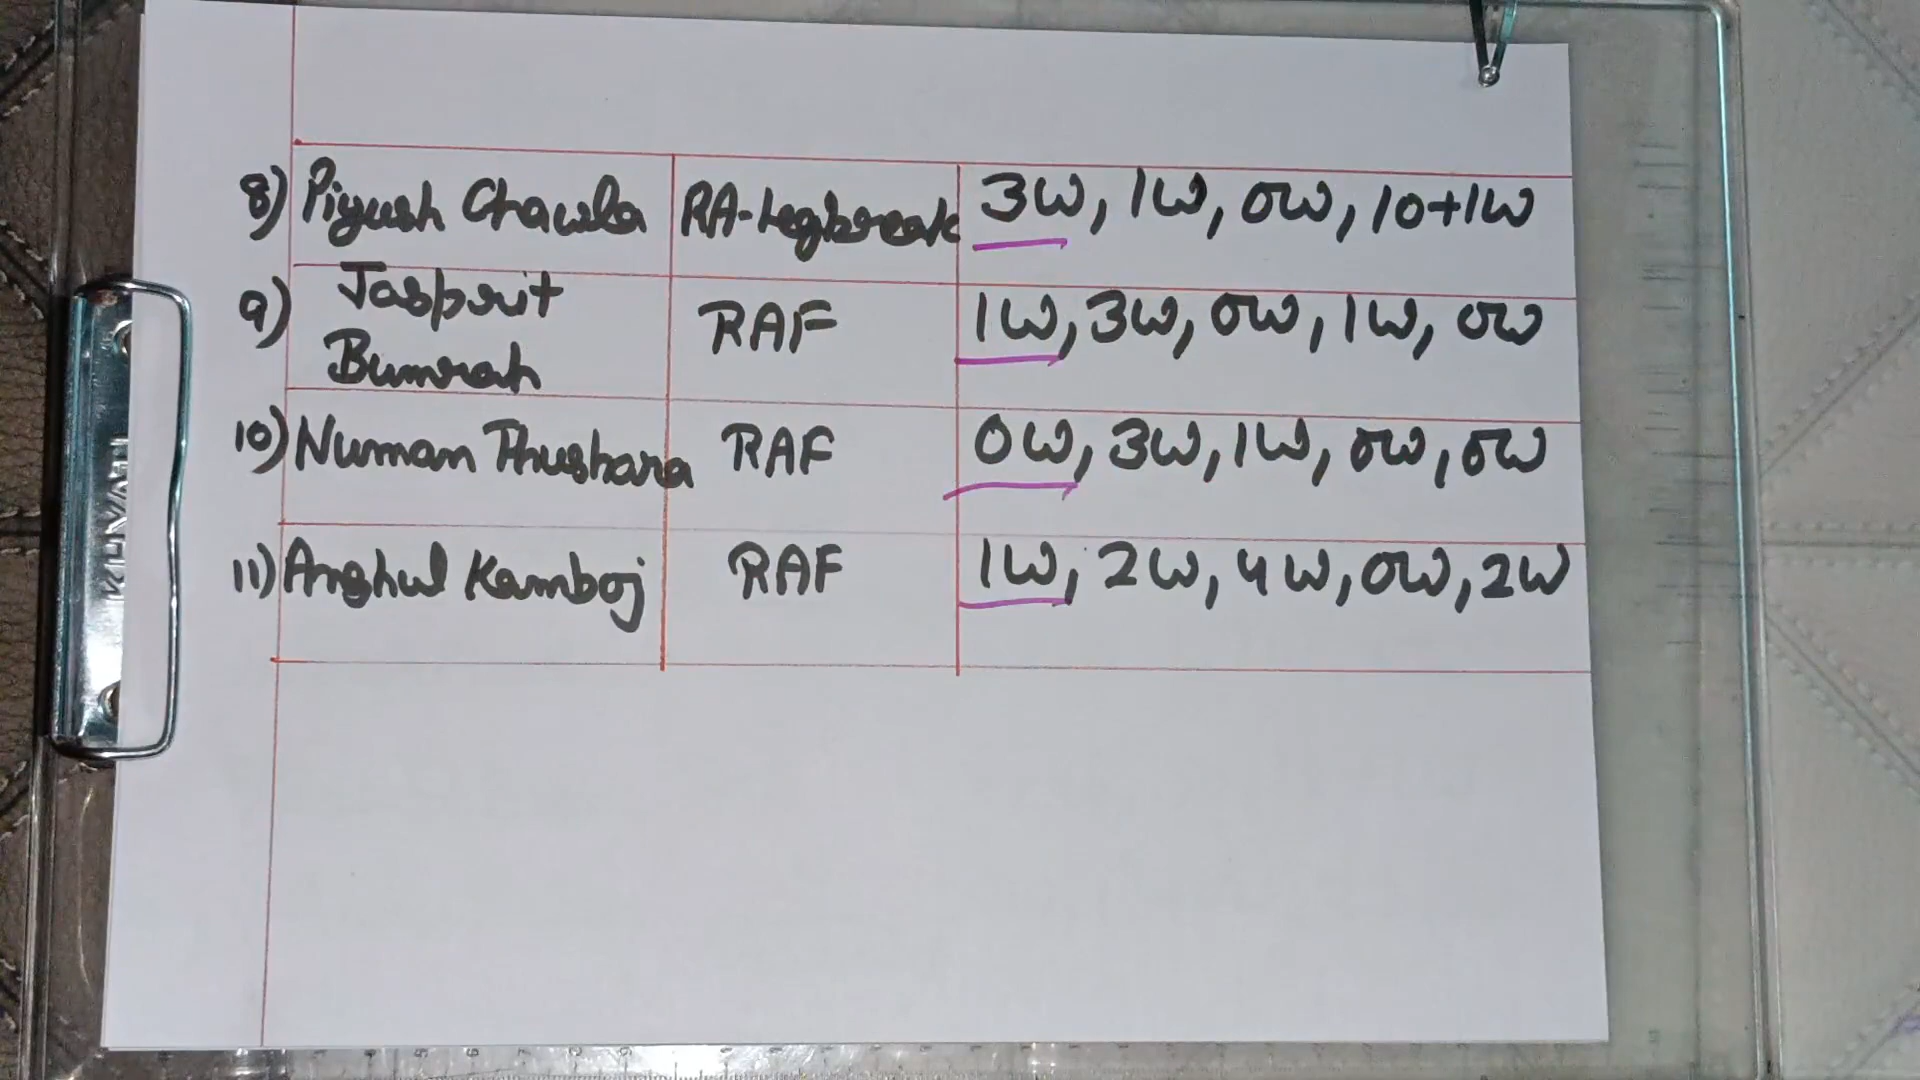 8) Piyush Chawla RA-Legbreak 3W, 1W, 0W, 10+1W
9) Jasprit Bumrah RAF 1W, 3W, 0W, 1W, 0W
10) Numan Thushara RAF 0W, 3W, 1W, 0W, 0W
11) Anshul Kamboj RAF 1W, 2W, 4W, 0W, 2W